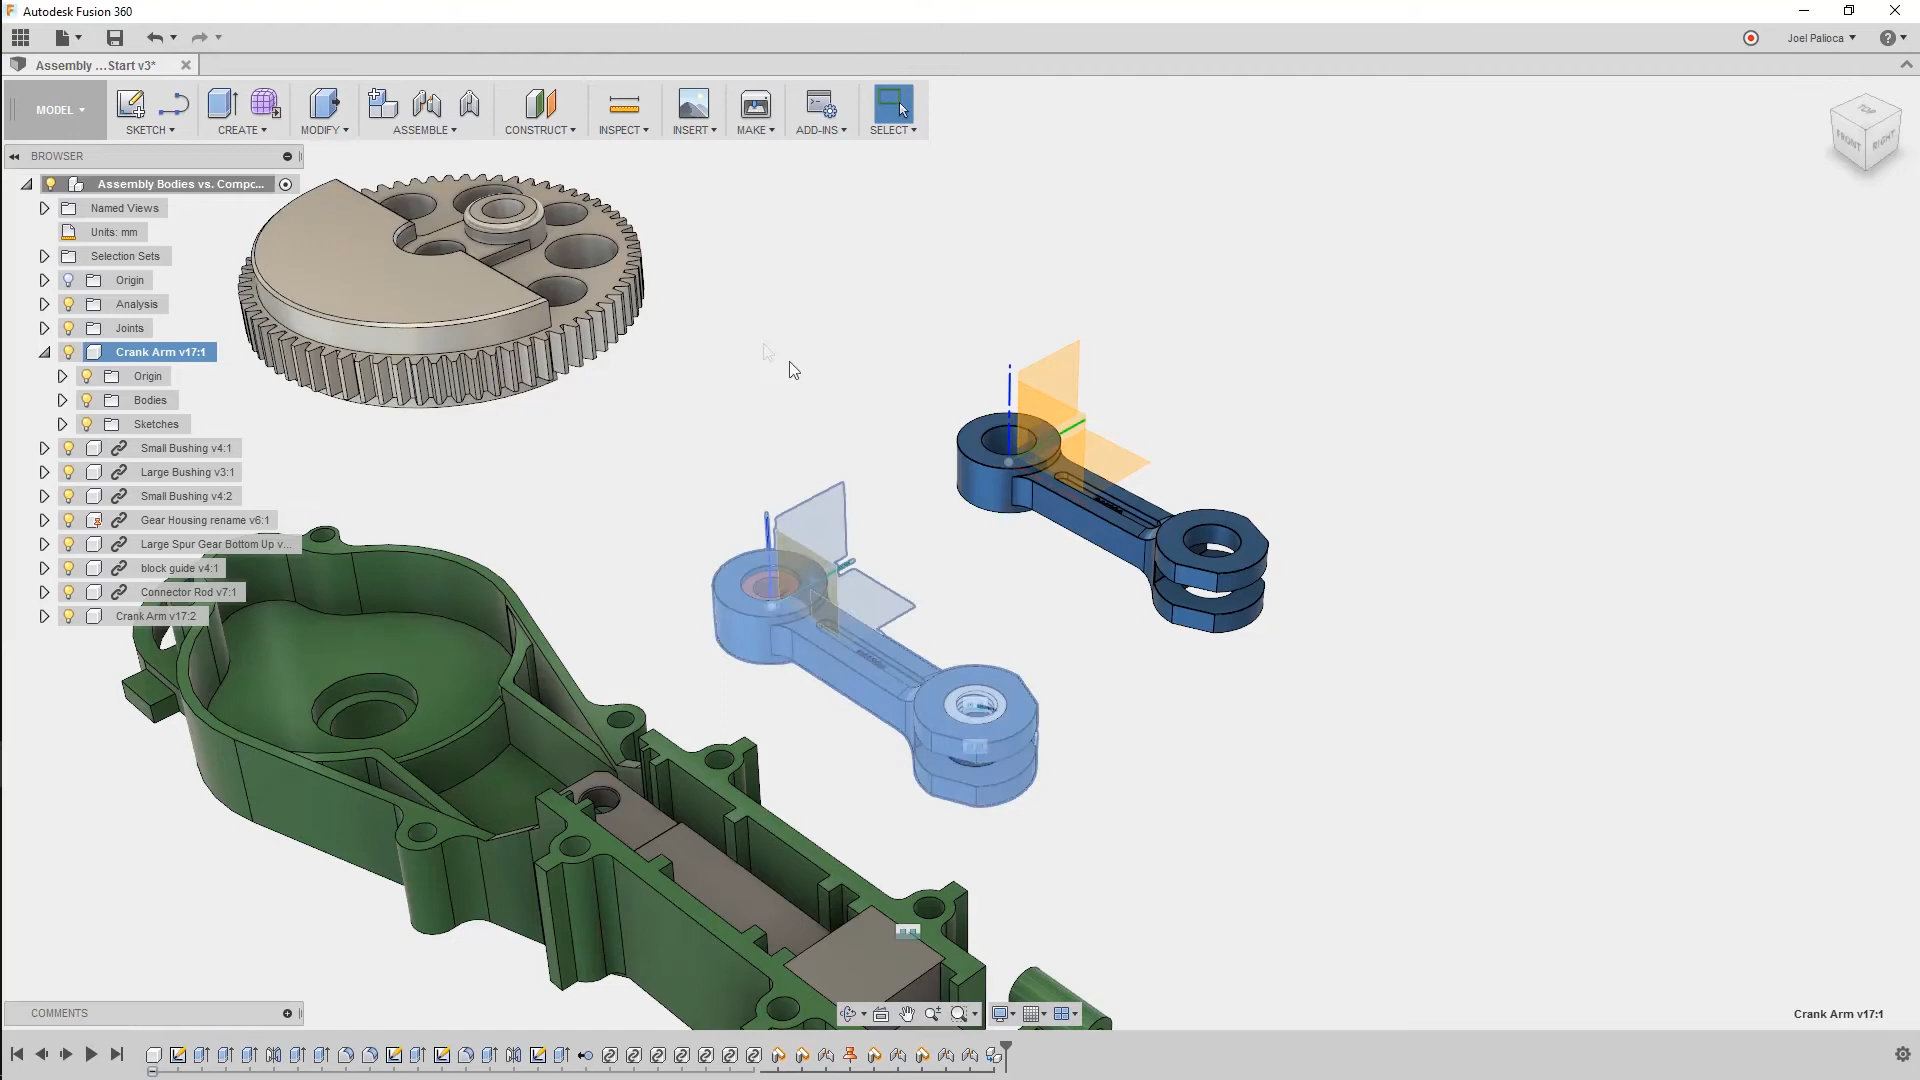 Autodesk Fusion 360
Joel Palioca
Assembly ...Start v3*
MODEL
SKETCH
CREATE
MODIFY
ASSEMBLE
CONSTRUCT
INSPECT
INSERT
MAKE
ADD-INS
SELECT
TOP
FRONT
RIGHT
BROWSER
Assembly Bodies vs. Compc...
Named Views
Units: mm
Selection Sets
Origin
Analysis
Joints
Crank Arm v17:1
Origin
Bodies
Sketches
Small Bushing v4:1
Large Bushing v3:1
Small Bushing v4:2
Gear Housing rename v6:1
Large Spur Gear Bottom Up v...
block guide v4:1
Connector Rod v7:1
Crank Arm v17:2
COMMENTS
Crank Arm v17:1